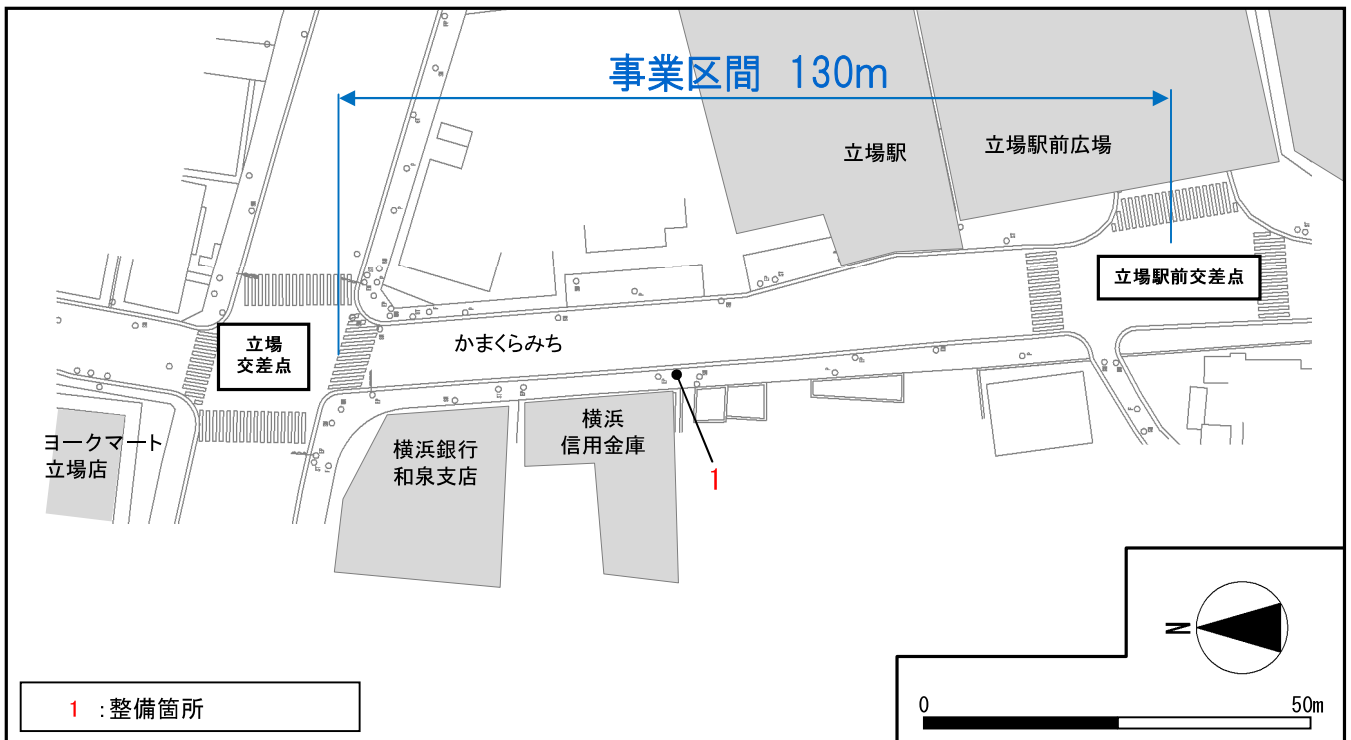 事業区間 130m
立場駅
立場駅前広場
立場駅前交差点
立場
交差点
かまくらみち
ヨークマート
立場店
横浜銀行
和泉支店
横浜
信用金庫
1
N
0 50m
1 :整備箇所